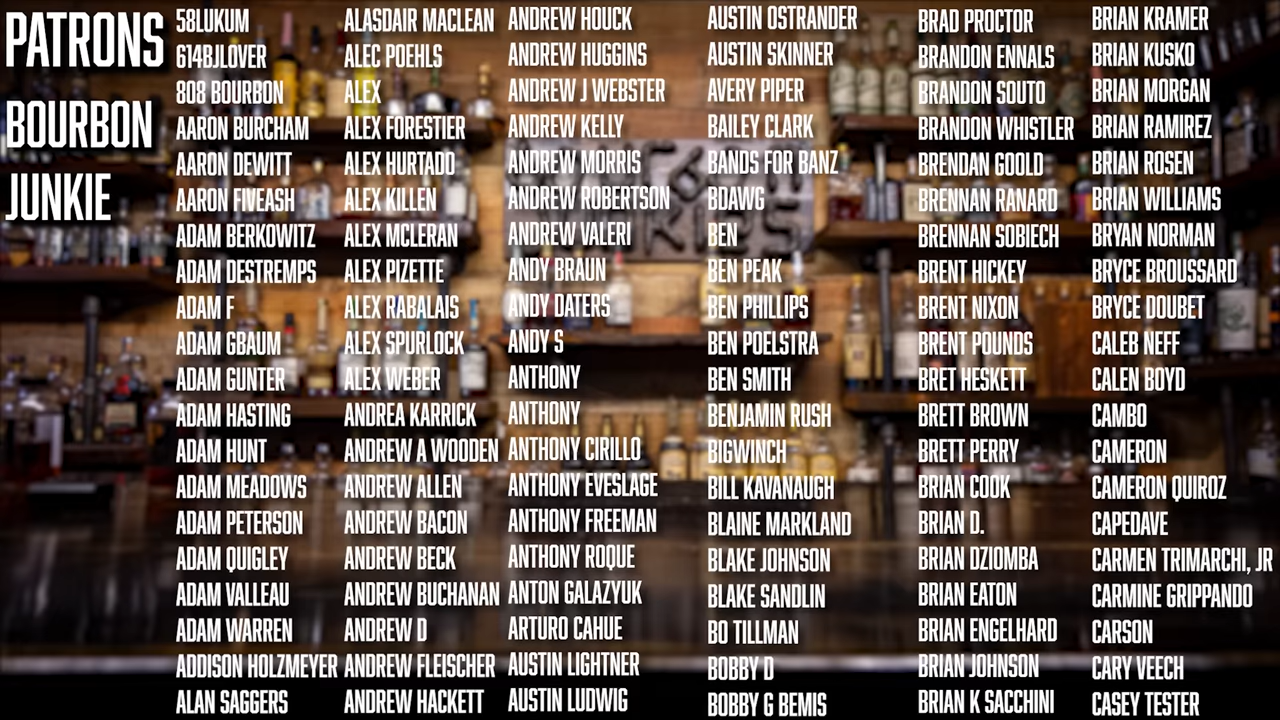 PATRONS
BOURBON
JUNKIE
58LUKUM
614BJLOVER
808 BOURBON
AARON BURCHAM
AARON DEWITT
AARON FIVEASH
ADAM BERKOWITZ
ADAM DESTREMPS
ADAM F
ADAM GBAUM
ADAM GUNTER
ADAM HASTING
ADAM HUNT
ADAM MEADOWS
ADAM PETERSON
ADAM QUIGLEY
ADAM VALLEAU
ADAM WARREN
ADDISON HOLZMEYER
ALAN SAGGERS
ALASDAIR MACLEAN
ALEC POEHLS
ALEX
ALEX FORESTIER
ALEX HURTADO
ALEX KILLEN
ALEX MCLERAN
ALEX PIZETTE
ALEX RABALAIS
ALEX SPURLOCK
ALEX WEBER
ANDREA KARRICK
ANDREW A WOODEN
ANDREW ALLEN
ANDREW BACON
ANDREW BECK
ANDREW BUCHANAN
ANDREW D
ANDREW FLEISCHER
ANDREW HACKETT
ANDREW HOUCK
ANDREW HUGGINS
ANDREW J WEBSTER
ANDREW KELLY
ANDREW MORRIS
ANDREW ROBERTSON
ANDREW VALERI
ANDY BRAUN
ANDY DATERS
ANDY S
ANTHONY
ANTHONY
ANTHONY CIRILLO
ANTHONY EVESLAGE
ANTHONY FREEMAN
ANTHONY ROQUE
ANTON GALAZYUK
ARTURO CAHUE
AUSTIN LIGHTNER
AUSTIN LUDWIG
AUSTIN OSTRANDER
AUSTIN SKINNER
AVERY PIPER
BAILEY CLARK
BANDS FOR BANZ
BDAWG
BEN
BEN PEAK
BEN PHILLIPS
BEN POELSTRA
BEN SMITH
BENJAMIN RUSH
BIGWINCH
BILL KAVANAUGH
BLAINE MARKLAND
BLAKE JOHNSON
BLAKE SANDLIN
BO TILLMAN
BOBBY D
BOBBY G BEMIS
BRAD PROCTOR
BRANDON ENNALS
BRANDON SOUTO
BRANDON WHISTLER
BRENDAN GOOLD
BRENNAN RANARD
BRENNAN SOBIECH
BRENT HICKEY
BRENT NIXON
BRENT POUNDS
BRET HESKETT
BRETT BROWN
BRETT PERRY
BRIAN COOK
BRIAN D.
BRIAN DZIOMBA
BRIAN EATON
BRIAN ENGELHARD
BRIAN JOHNSON
BRIAN K SACCHINI
BRIAN KRAMER
BRIAN KUSKO
BRIAN MORGAN
BRIAN RAMIREZ
BRIAN ROSEN
BRIAN WILLIAMS
BRYAN NORMAN
BRYCE BROUSSARD
BRYCE DOUBET
CALEB NEFF
CALEN BOYD
CAMBO
CAMERON
CAMERON QUIROZ
CAPEDAVE
CARMEN TRIMARCHI, JR
CARMINE GRIPPANDO
CARSON
CARY VEECH
CASEY TESTER